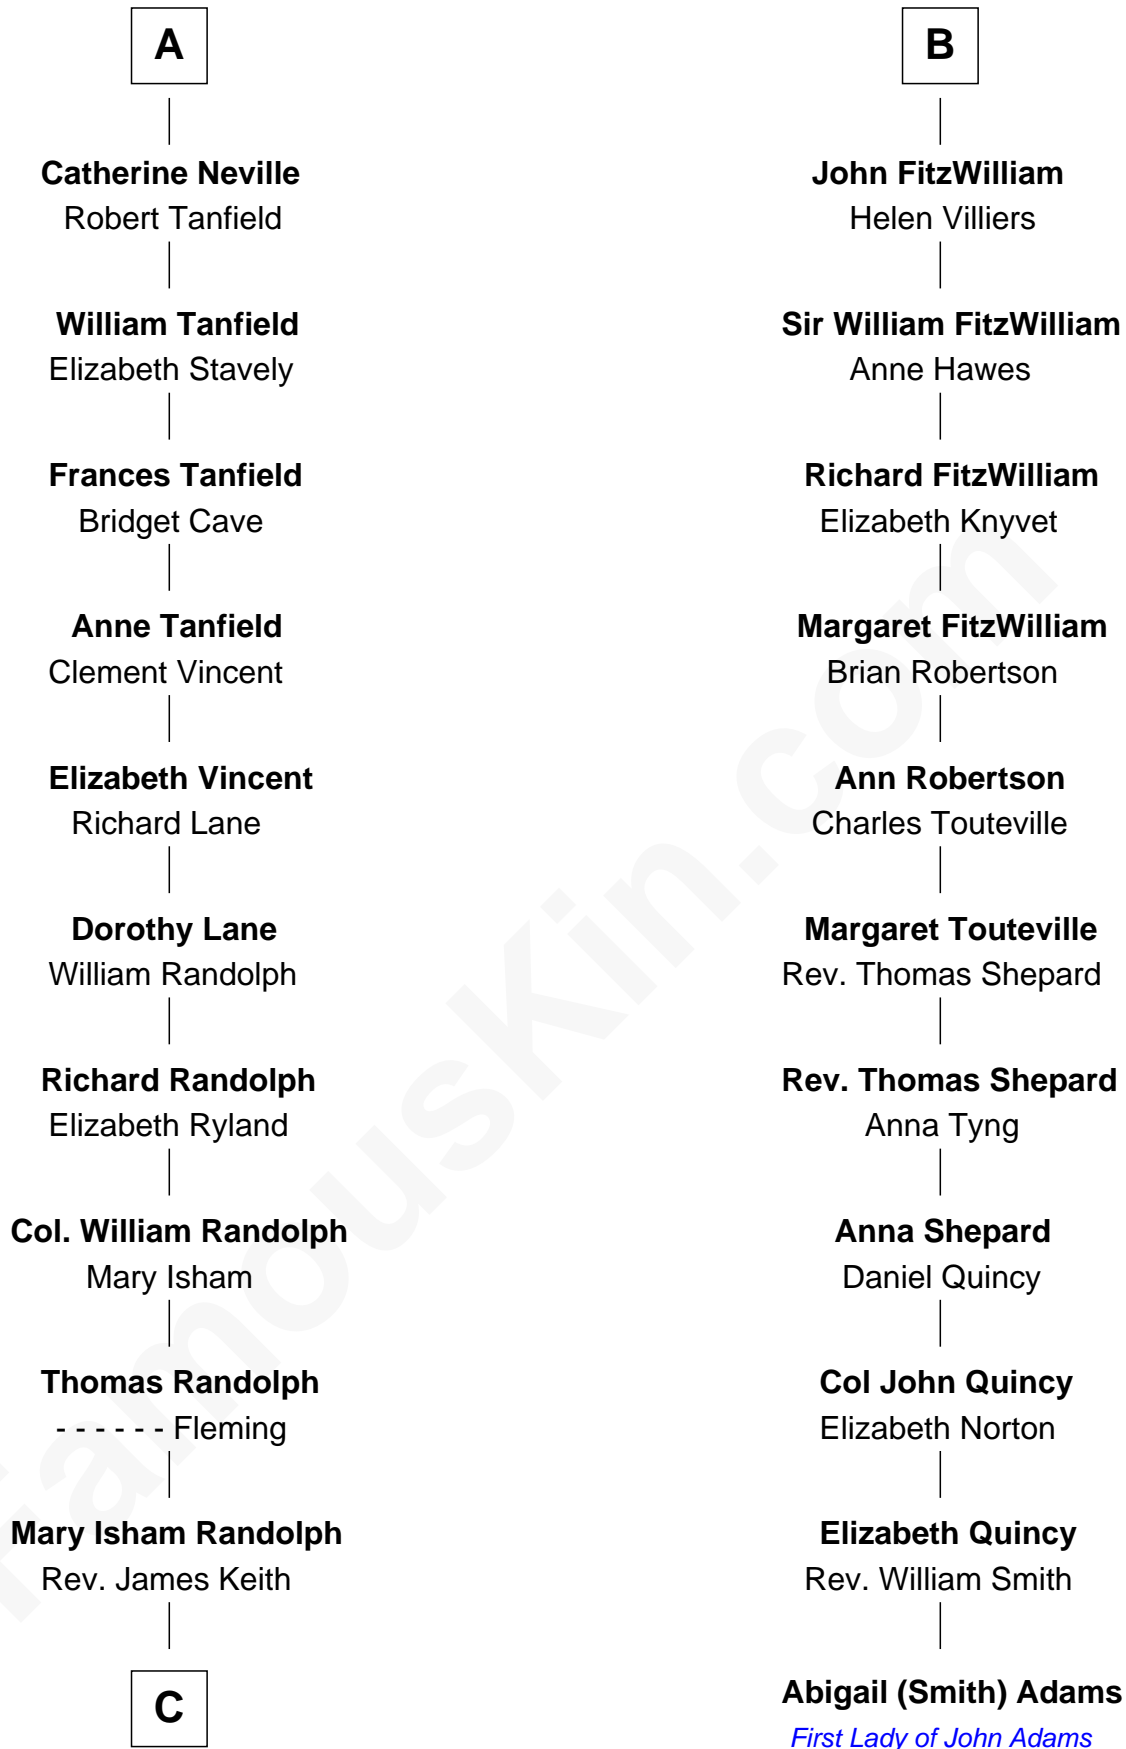 A
Catherine Neville
Robert Tanfield
William Tanfield
Elizabeth Stavely
Frances Tanfield
Bridget Cave
Anne Tanfield
Clement Vincent
Elizabeth Vincent
Richard Lane
Dorothy Lane
William Randolph
Richard Randolph
Elizabeth Ryland
Col. William Randolph
Mary Isham
Thomas Randolph
- - - - - - Fleming
Mary Isham Randolph
Rev. James Keith
C
B
John FitzWilliam
Helen Villiers
Sir William FitzWilliam
Anne Hawes
Richard FitzWilliam
Elizabeth Knyvet
Margaret FitzWilliam
Brian Robertson
Ann Robertson
Charles Touteville
Margaret Touteville
Rev. Thomas Shepard
Rev. Thomas Shepard
Anna Tyng
Anna Shepard
Daniel Quincy
Col John Quincy
Elizabeth Norton
Elizabeth Quincy
Rev. William Smith
Abigail (Smith) Adams
First Lady of John Adams
FamousKin.com